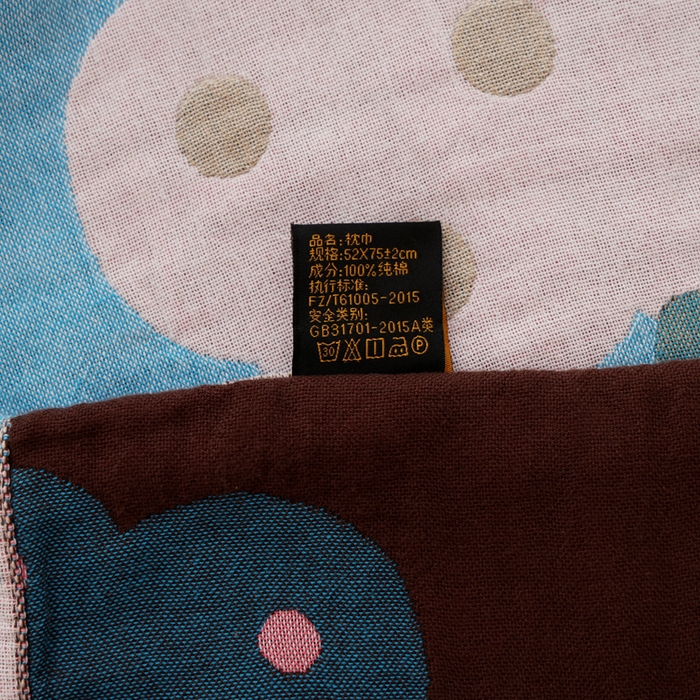 品名:枕巾
规格:52X75±2cm
成分:100%纯棉
执行标准:
FZ/T61005-2015
安全类别:
GB31701-2015A类
30 P